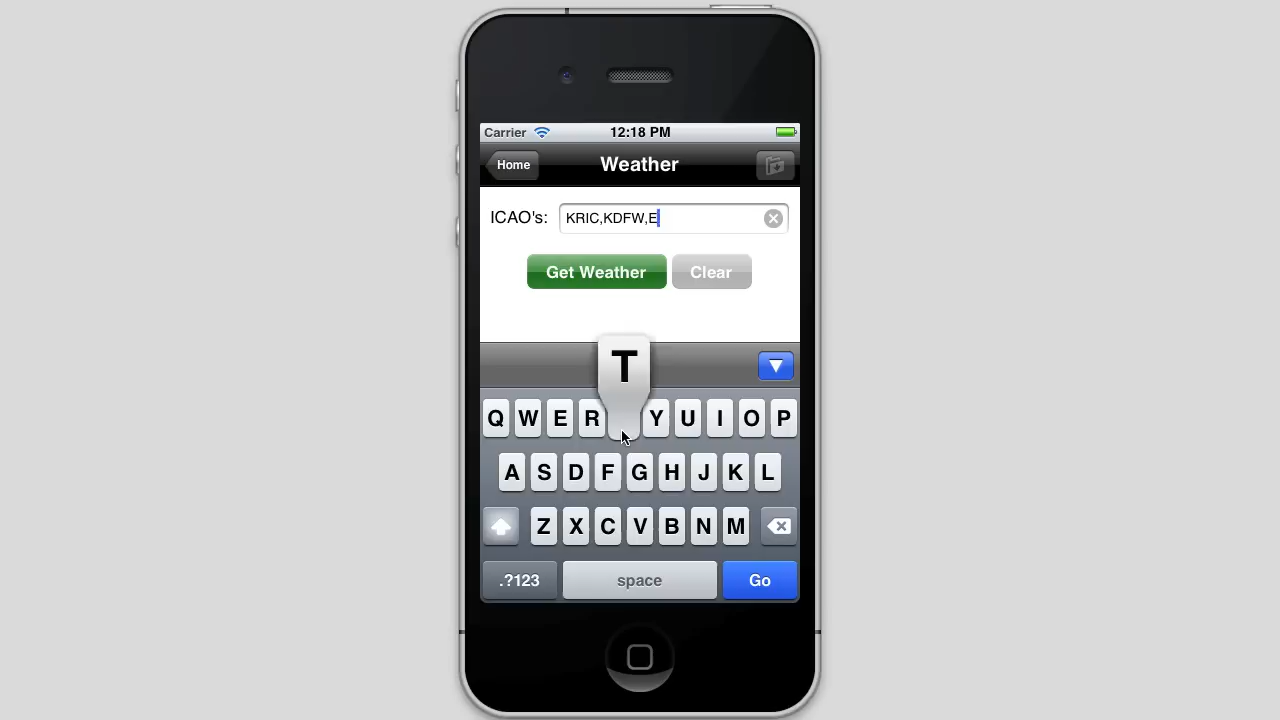 Carrier 12:18 PM
Home Weather
ICAO's: KRIC,KDFW,E
Get Weather Clear
T
Q W E R Y U I O P
A S D F G H J K L
Z X C V B N M
.?123 space Go